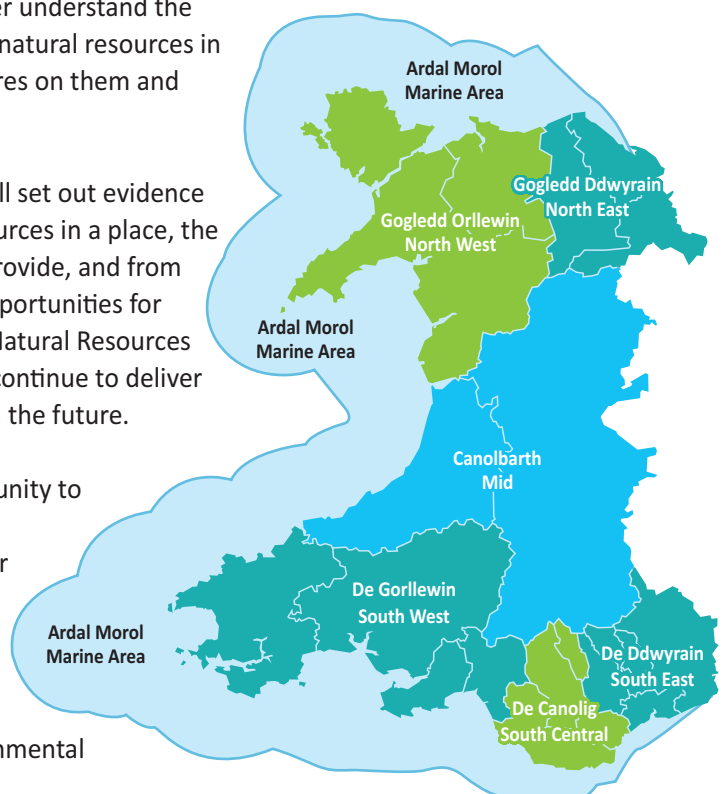 er understand the
natural resources in
res on them and
ll set out evidence
urces in a place, the
rovide, and from
portunities for
Natural Resources
continue to deliver
the future.
unity to
r
nmental
Ardal Morol
Marine Area
Gogledd Ddwyrain
North East
Gogledd Orllewin
North West
Ardal Morol
Marine Area
Canolbarth
Mid
De Gorllewin
South West
Ardal Morol
Marine Area
De Ddwyrain
South East
De Canolig
South Central